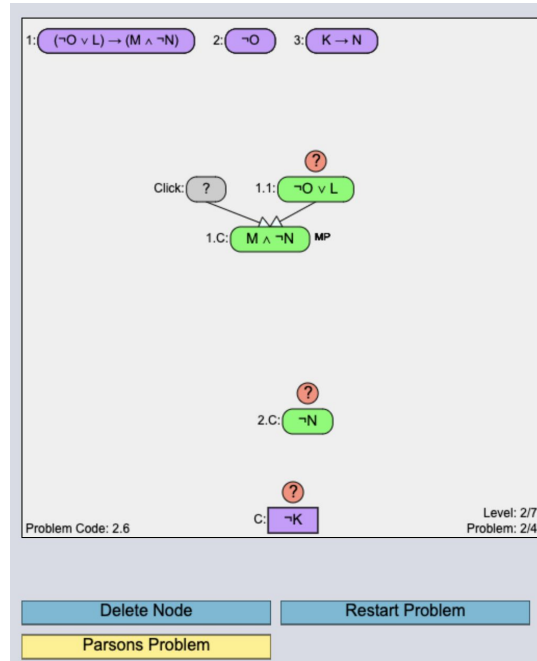 1: (¬O ∨ L) → (M ∧ ¬N) 2: ¬O 3: K → N
?
Click: ? 1.1: ¬O ∨ L
1.C: M ∧ ¬N MP
?
2.C: ¬N
?
C: ¬K
Level: 2/7
Problem Code: 2.6 Problem: 2/4
Delete Node Restart Problem
Parsons Problem